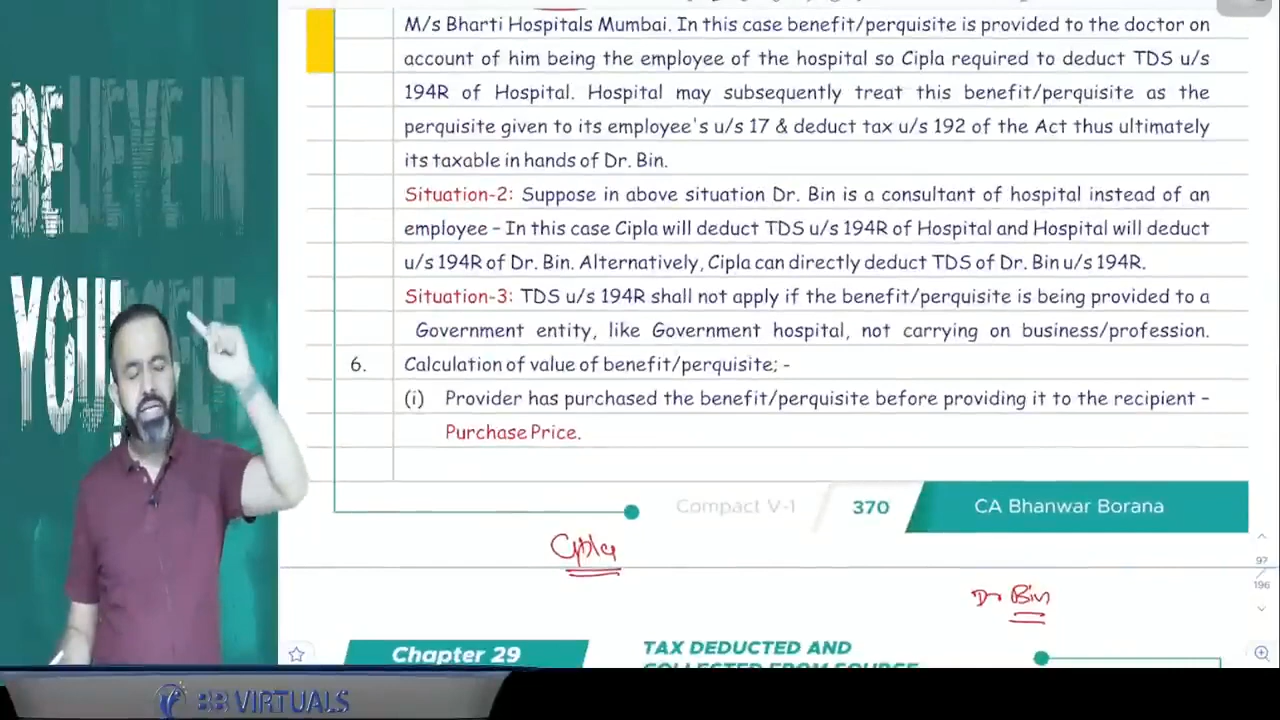 BELIEVE IN
YOURSELF
M/s Bharti Hospitals Mumbai. In this case benefit/perquisite is provided to the doctor on
account of him being the employee of the hospital so Cipla required to deduct TDS u/s
194R of Hospital. Hospital may subsequently treat this benefit/perquisite as the
perquisite given to its employee's u/s 17 & deduct tax u/s 192 of the Act thus ultimately
its taxable in hands of Dr. Bin.
Situation-2: Suppose in above situation Dr. Bin is a consultant of hospital instead of an
employee – In this case Cipla will deduct TDS u/s 194R of Hospital and Hospital will deduct
u/s 194R of Dr. Bin. Alternatively, Cipla can directly deduct TDS of Dr. Bin u/s 194R.
Situation-3: TDS u/s 194R shall not apply if the benefit/perquisite is being provided to a
Government entity, like Government hospital, not carrying on business/profession.
6. Calculation of value of benefit/perquisite; -
(i) Provider has purchased the benefit/perquisite before providing it to the recipient –
Purchase Price.
Compact V-1 370 CA Bhanwar Borana
Cipla
97
/
196
Dr Bin
Chapter 29
TAX DEDUCTED AND
COLLECTED FROM SOURCE
BB VIRTUALS